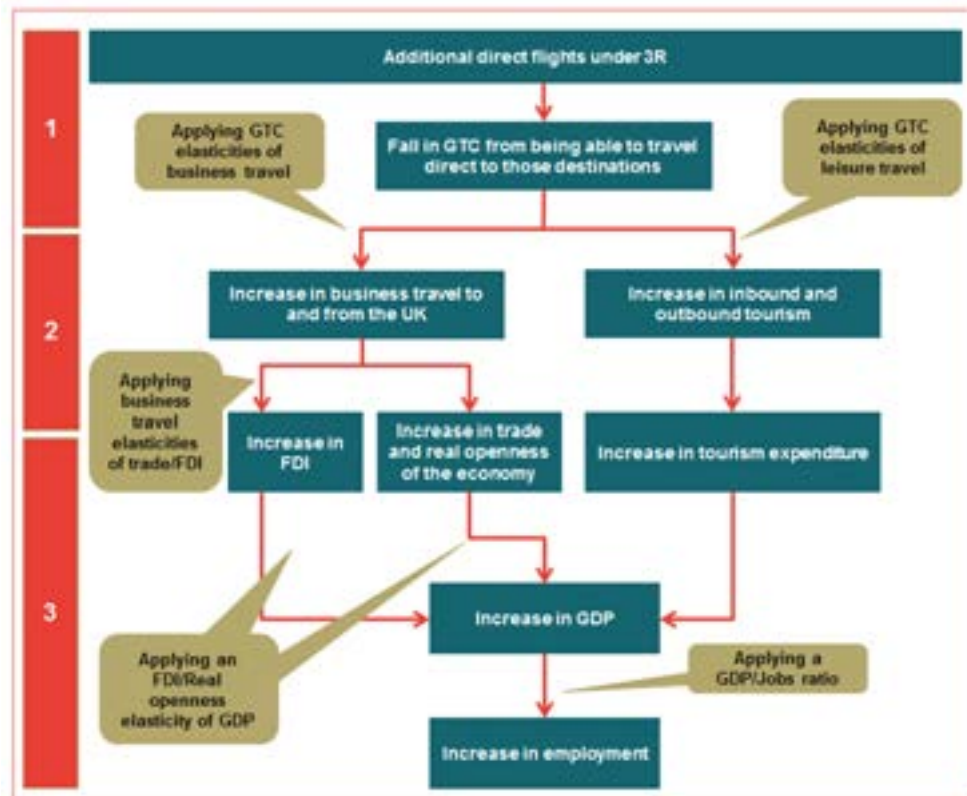 Additional direct flights under 3R
1
Applying GTC
elasticities of
business travel
Fall in GTC from being able to travel
direct to those destinations
Applying GTC
elasticities of
leisure travel
2
Increase in business travel to
and from the UK
Increase in inbound and
outbound tourism
Applying
business
travel
elasticities
of trade/FDI
Increase in
FDI
Increase in trade
and real openness
of the economy
Increase in tourism expenditure
3
Increase in GDP
Applying an
FDI/Real
openness
elasticity of GDP
Applying a
GDP/Jobs ratio
Increase in employment